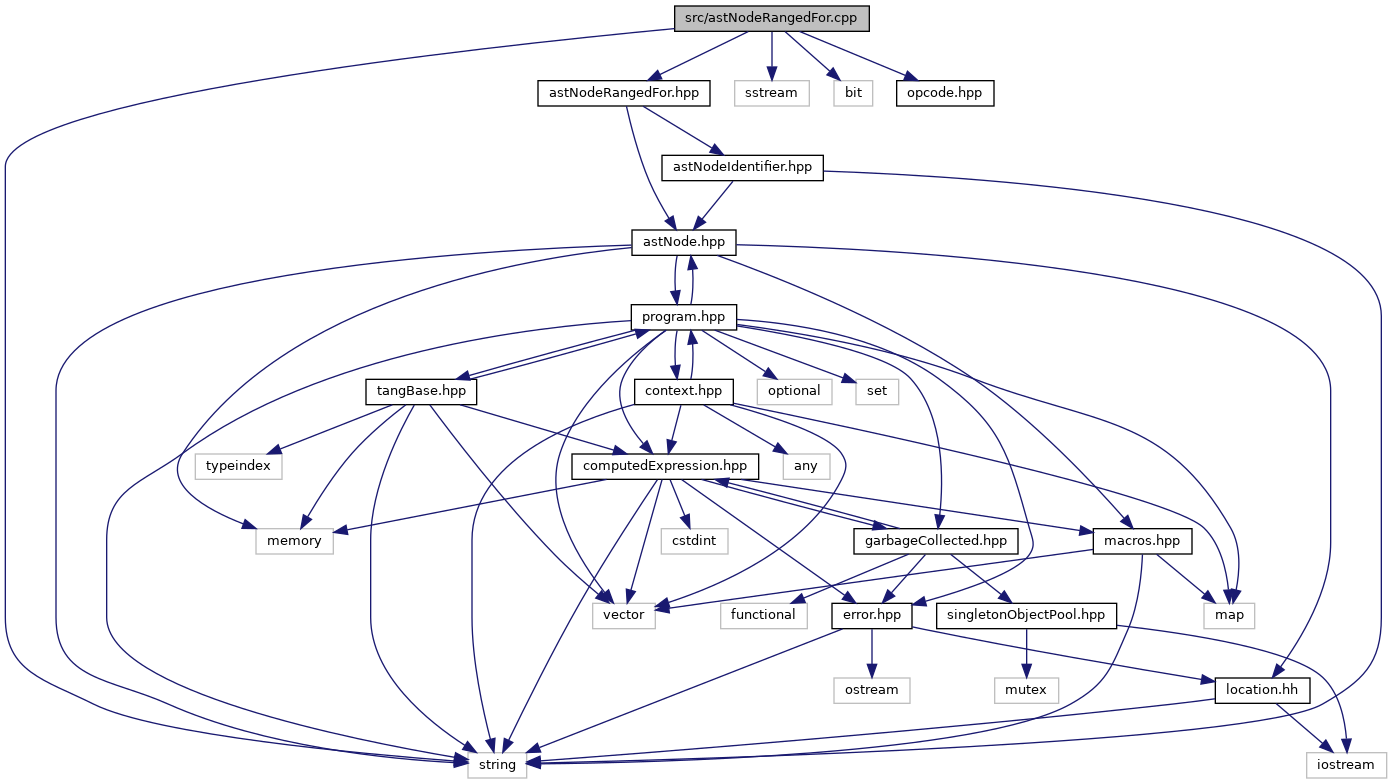 src/astNodeRangedFor.cpp
astNodeRangedFor.hpp
sstream
bit
opcode.hpp
astNodeIdentifier.hpp
astNode.hpp
program.hpp
tangBase.hpp
context.hpp
optional
set
typeindex
computedExpression.hpp
any
memory
cstdint
garbageCollected.hpp
macros.hpp
vector
functional
error.hpp
singletonObjectPool.hpp
map
ostream
mutex
location.hh
string
iostream